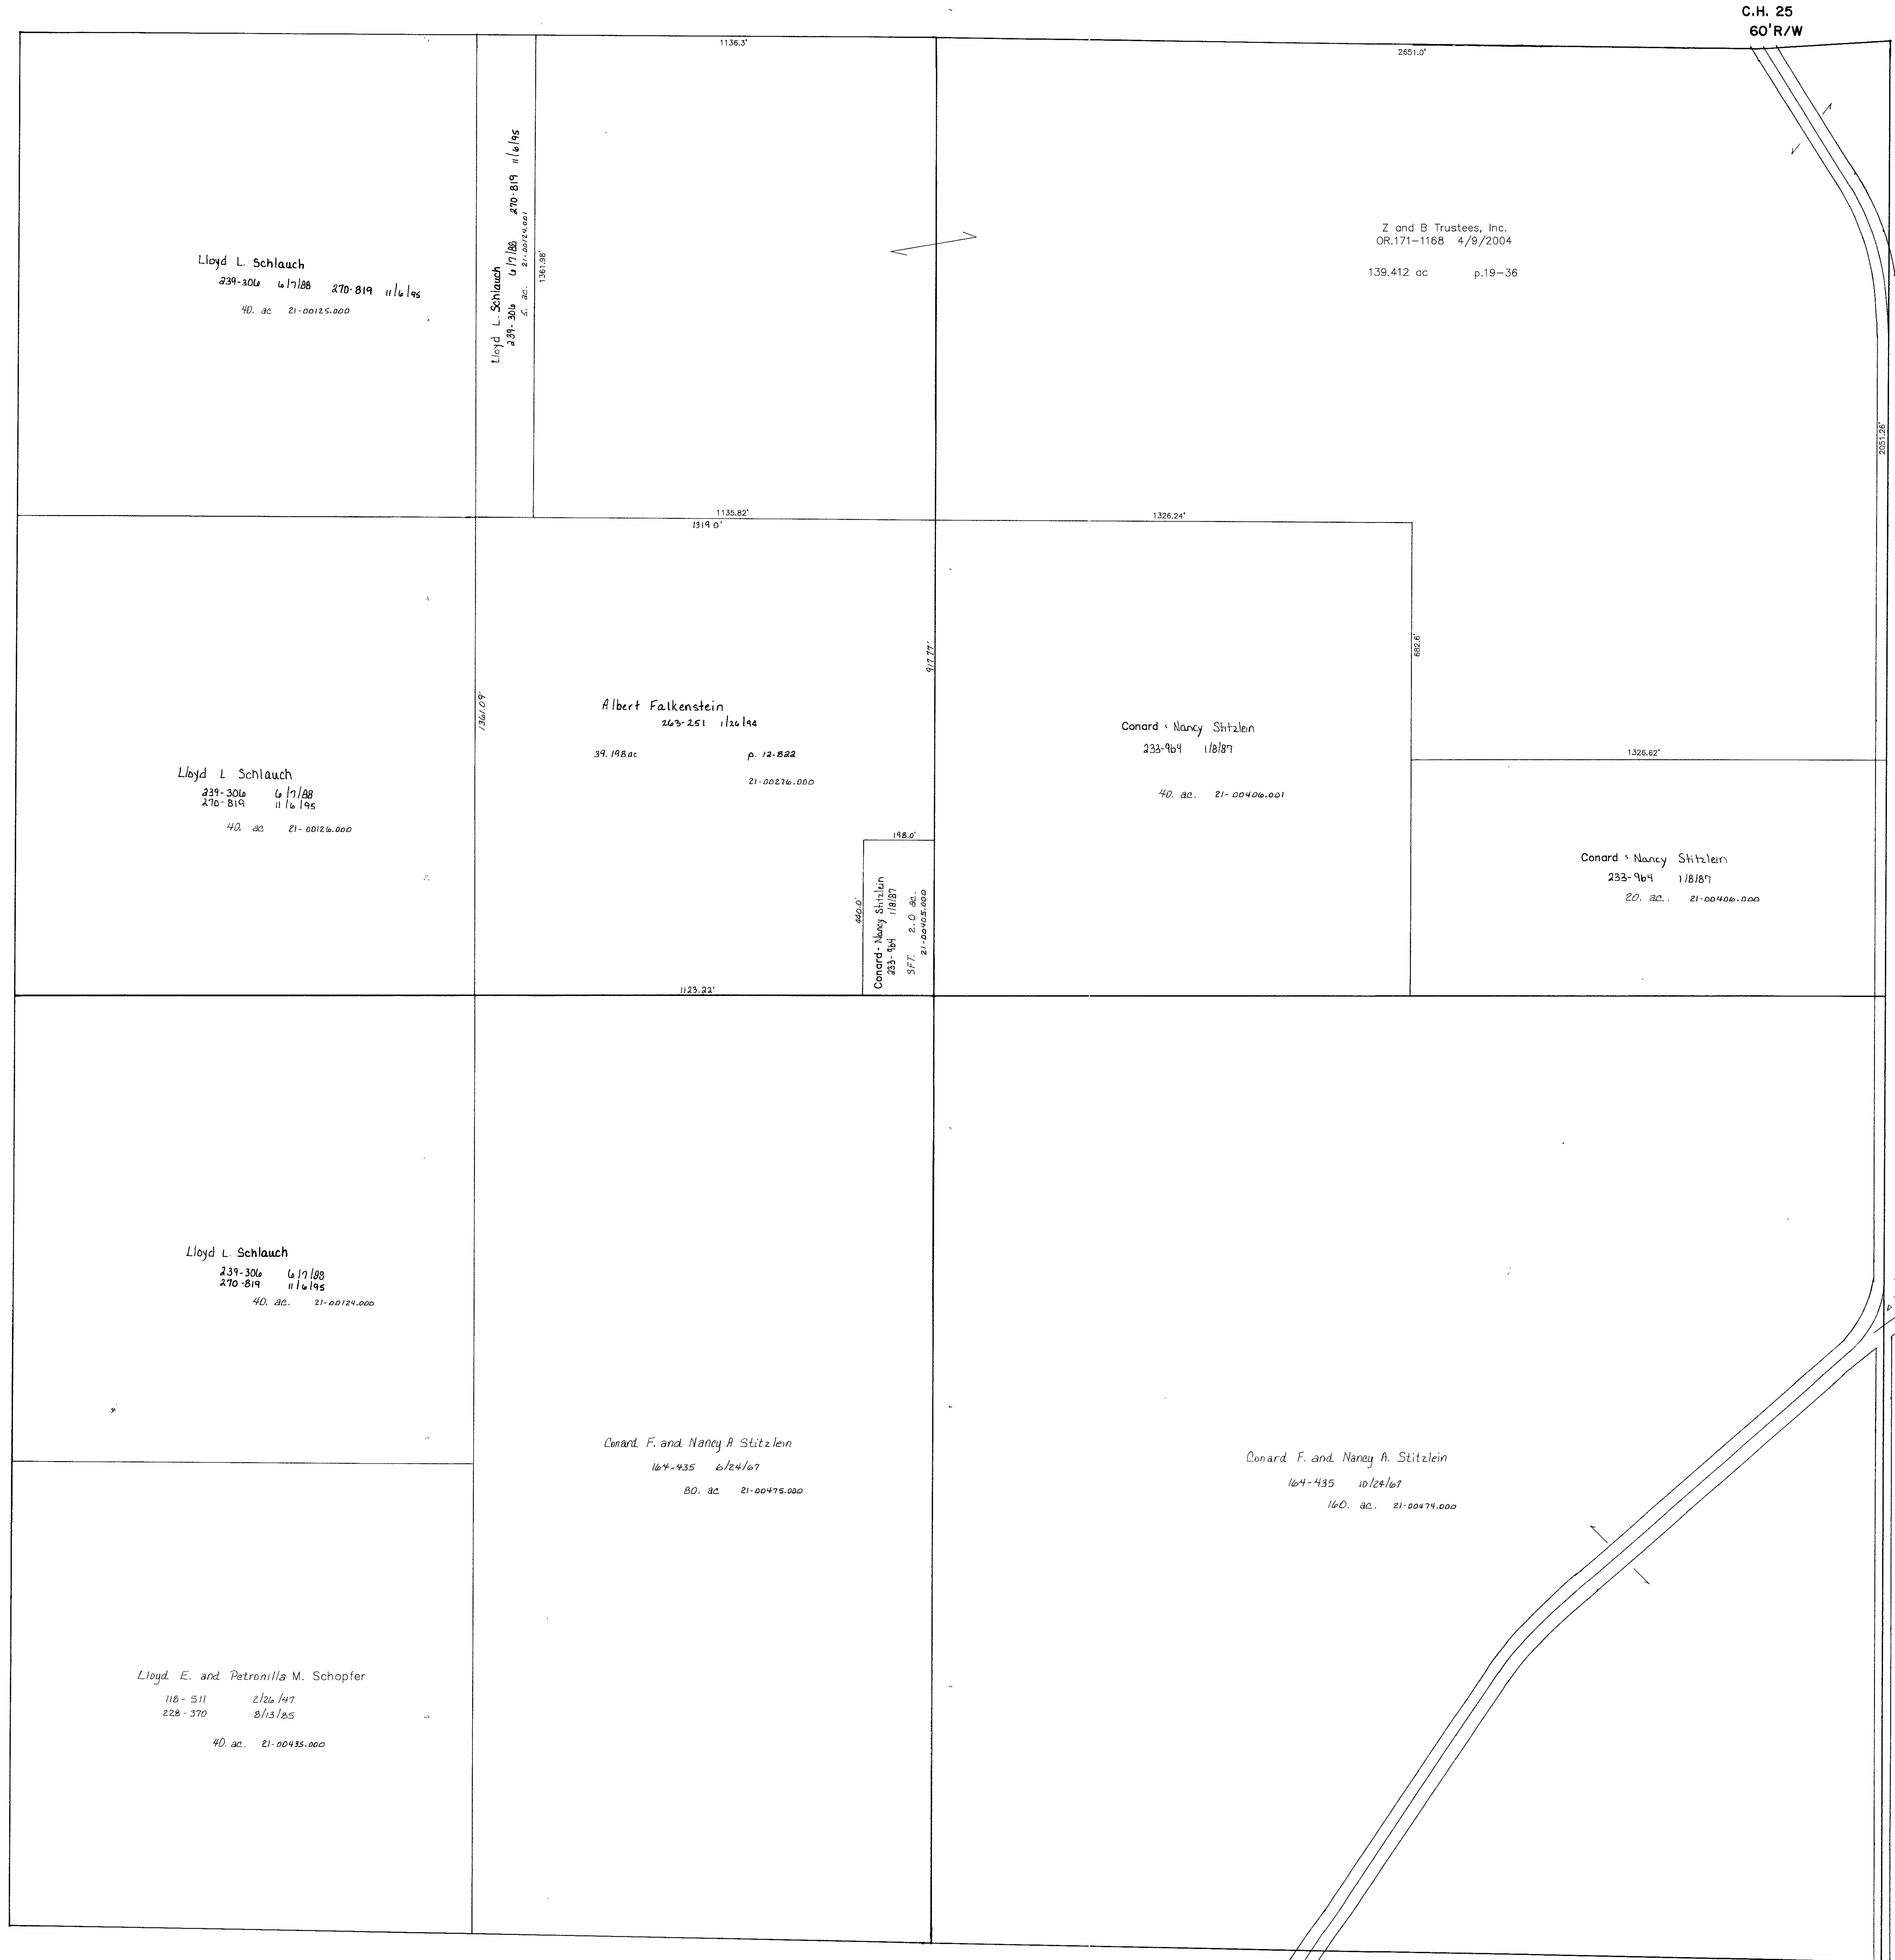 C.H. 25
60' R/W
1136.3'
2651.0'
Lloyd L. Schlauch
239-306 6/7/88 270-819 11/6/95
40. ac 21-00125.000
Lloyd L. Schlauch
239-306 6/7/88 270-819 11/6/95
5. ac. 21-00124.001
1361.98'
Z and B Trustees, Inc.
OR.171-1168 4/9/2004
139.412 ac p.19-36
2051.26'
1135.82'
1319.0'
1326.24'
1361.09'
917.77'
682.6'
Albert Falkenstein
263-251 1/26/94
39.198 ac p. 12-822
21-00276.000
Conard & Nancy Stitzlein
233-964 1/8/87
40. ac. 21-00406.001
1326.62'
Lloyd L Schlauch
239-306 6/7/88
270-819 11/6/95
40. ac 21-00126.000
198.0'
440.0'
Conard & Nancy Stitzlein
233-964 1/8/87
SFT. 2.0 ac.
21-00405.000
Conard & Nancy Stitzlein
233-964 1/8/87
20. ac. 21-00406.000
1123.22'
Lloyd L. Schlauch
239-306 6/7/88
270-819 11/6/95
40. ac. 21-00124.000
Conard F. and Nancy A Stitzlein
164-435 6/24/67
80. ac 21-00475.000
Conard F. and Nancy A. Stitzlein
164-435 10/24/67
160. ac. 21-00474.000
Lloyd E. and Petronilla M. Schopfer
118-511 2/26/47
228-370 8/13/85
40. ac. 21-00435.000